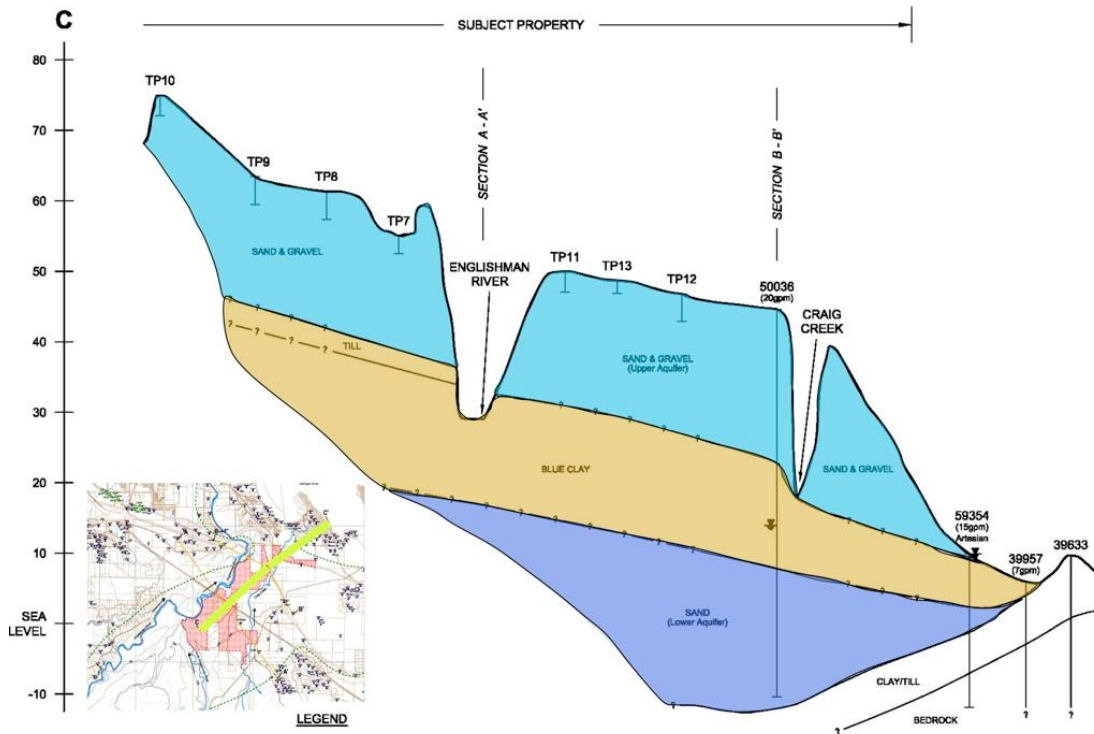 C
SUBJECT PROPERTY
80
70
60
50
40
30
20
10
SEA
LEVEL
-10
TP10
TP9
TP8
TP7
SECTION A - A'
SECTION B - B'
ENGLISHMAN
RIVER
TP11
TP13
TP12
50036
(20gpm)
CRAIG
CREEK
SAND & GRAVEL
? ? ? ?
? ? ? ?
TILL
SAND & GRAVEL
(Upper Aquifer)
SAND & GRAVEL
BLUE CLAY
59354
(15gpm)
Artesian
39957
(7gpm)
39633
SAND
(Lower Aquifer)
CLAY/TILL
BEDROCK
?
?
?
?
LEGEND